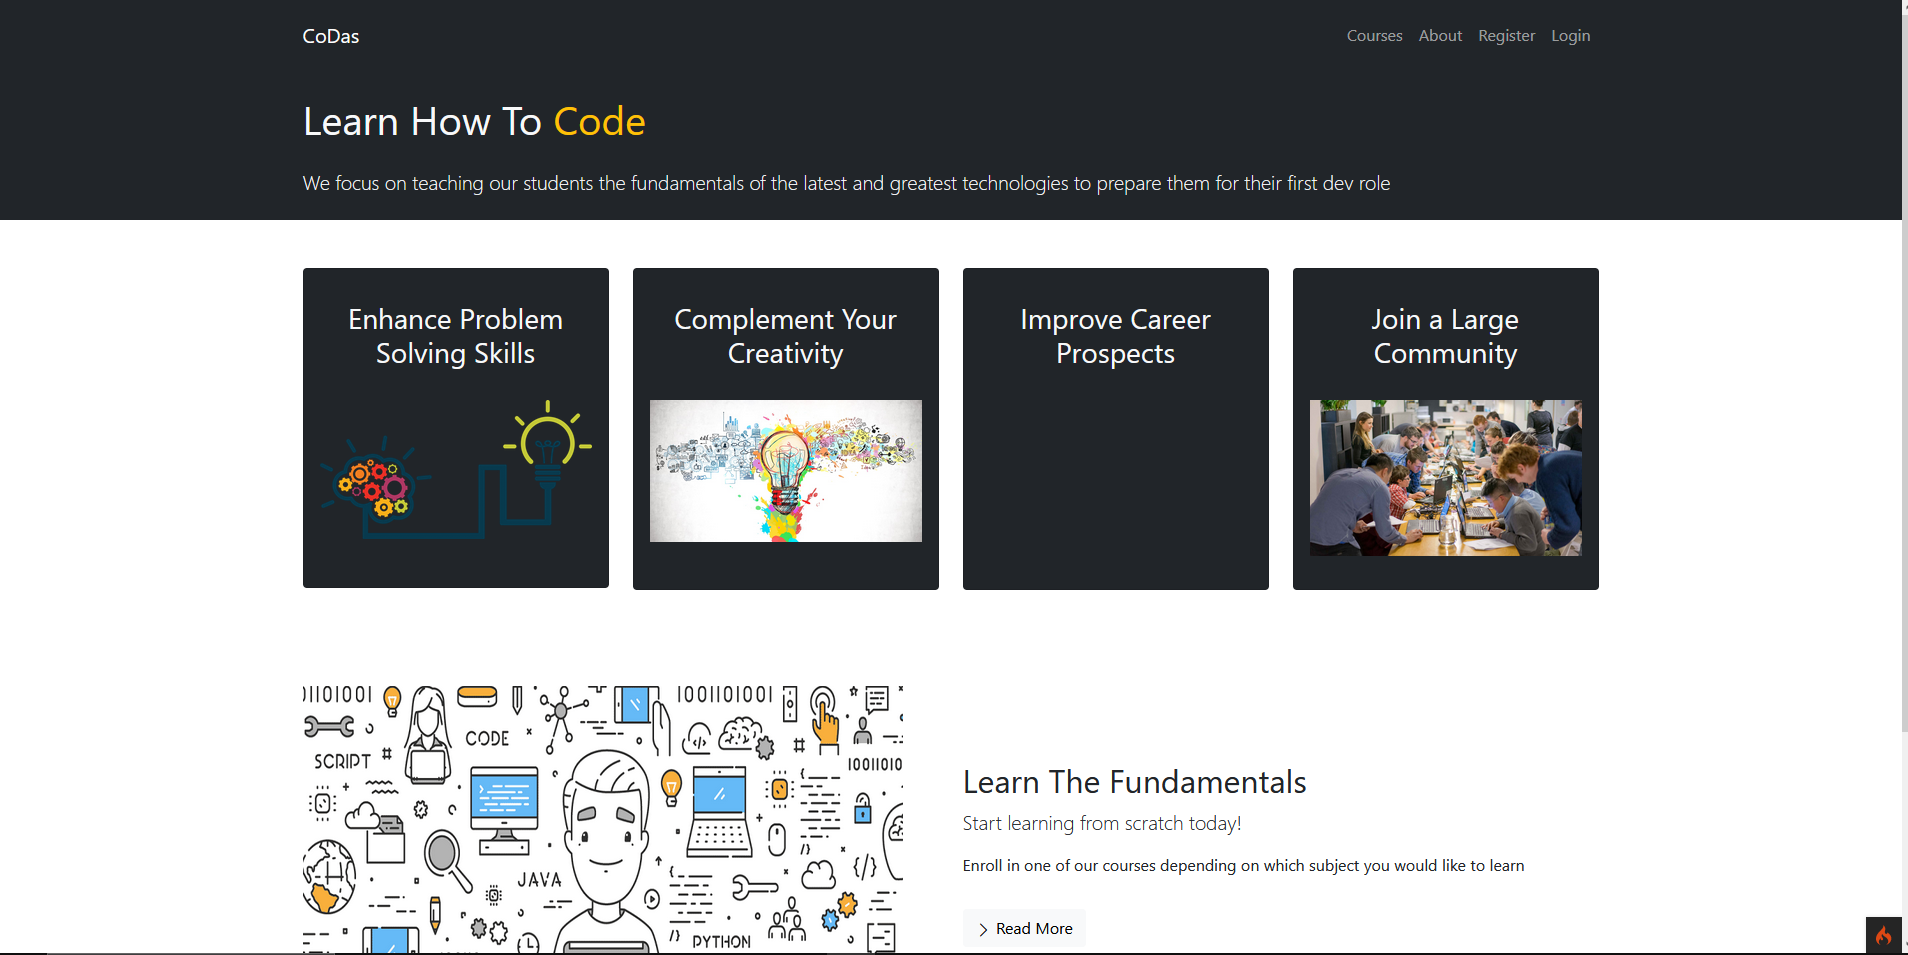 CoDas
Courses About Register Login
Learn How To Code
We focus on teaching our students the fundamentals of the latest and greatest technologies to prepare them for their first dev role
Enhance Problem
Solving Skills
Complement Your
Creativity
Improve Career
Prospects
Join a Large
Community
1001101001
SCRIPT
CODE
10011010
JAVA
PYTHON
Learn The Fundamentals
Start learning from scratch today!
Enroll in one of our courses depending on which subject you would like to learn
Read More